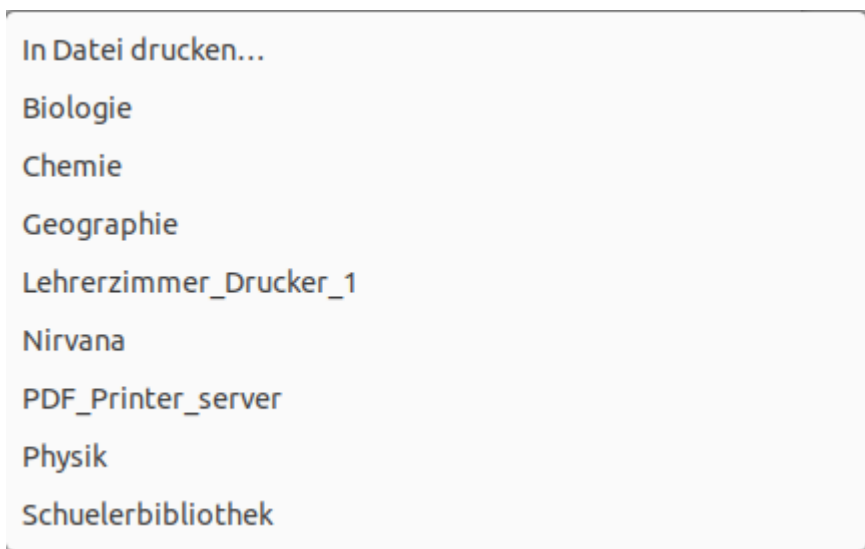 In Datei drucken…
Biologie
Chemie
Geographie
Lehrerzimmer_Drucker_1
Nirvana
PDF_Printer_server
Physik
Schuelerbibliothek